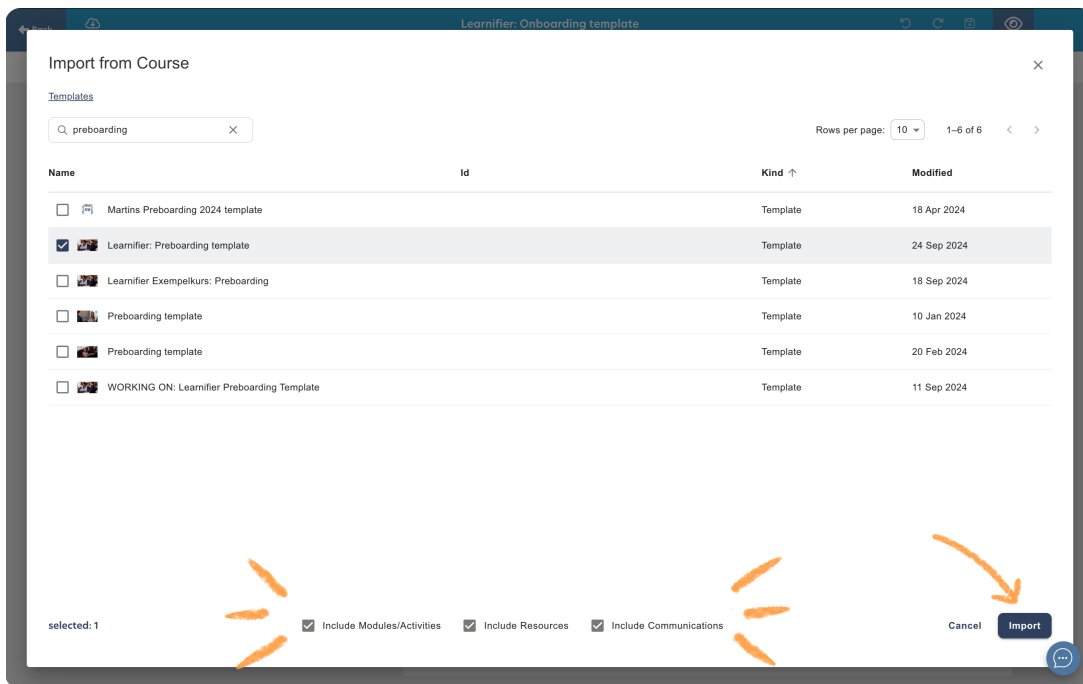 Back
Learnifier: Onboarding template
Import from Course
Templates
preboarding
Rows per page: 10 1–6 of 6
Name Id Kind Modified
Martins Preboarding 2024 template Template 18 Apr 2024
Learnifier: Preboarding template Template 24 Sep 2024
Learnifier Exempelkurs: Preboarding Template 18 Sep 2024
Preboarding template Template 10 Jan 2024
Preboarding template Template 20 Feb 2024
WORKING ON: Learnifier Preboarding Template Template 11 Sep 2024
selected: 1 Include Modules/Activities Include Resources Include Communications Cancel Import